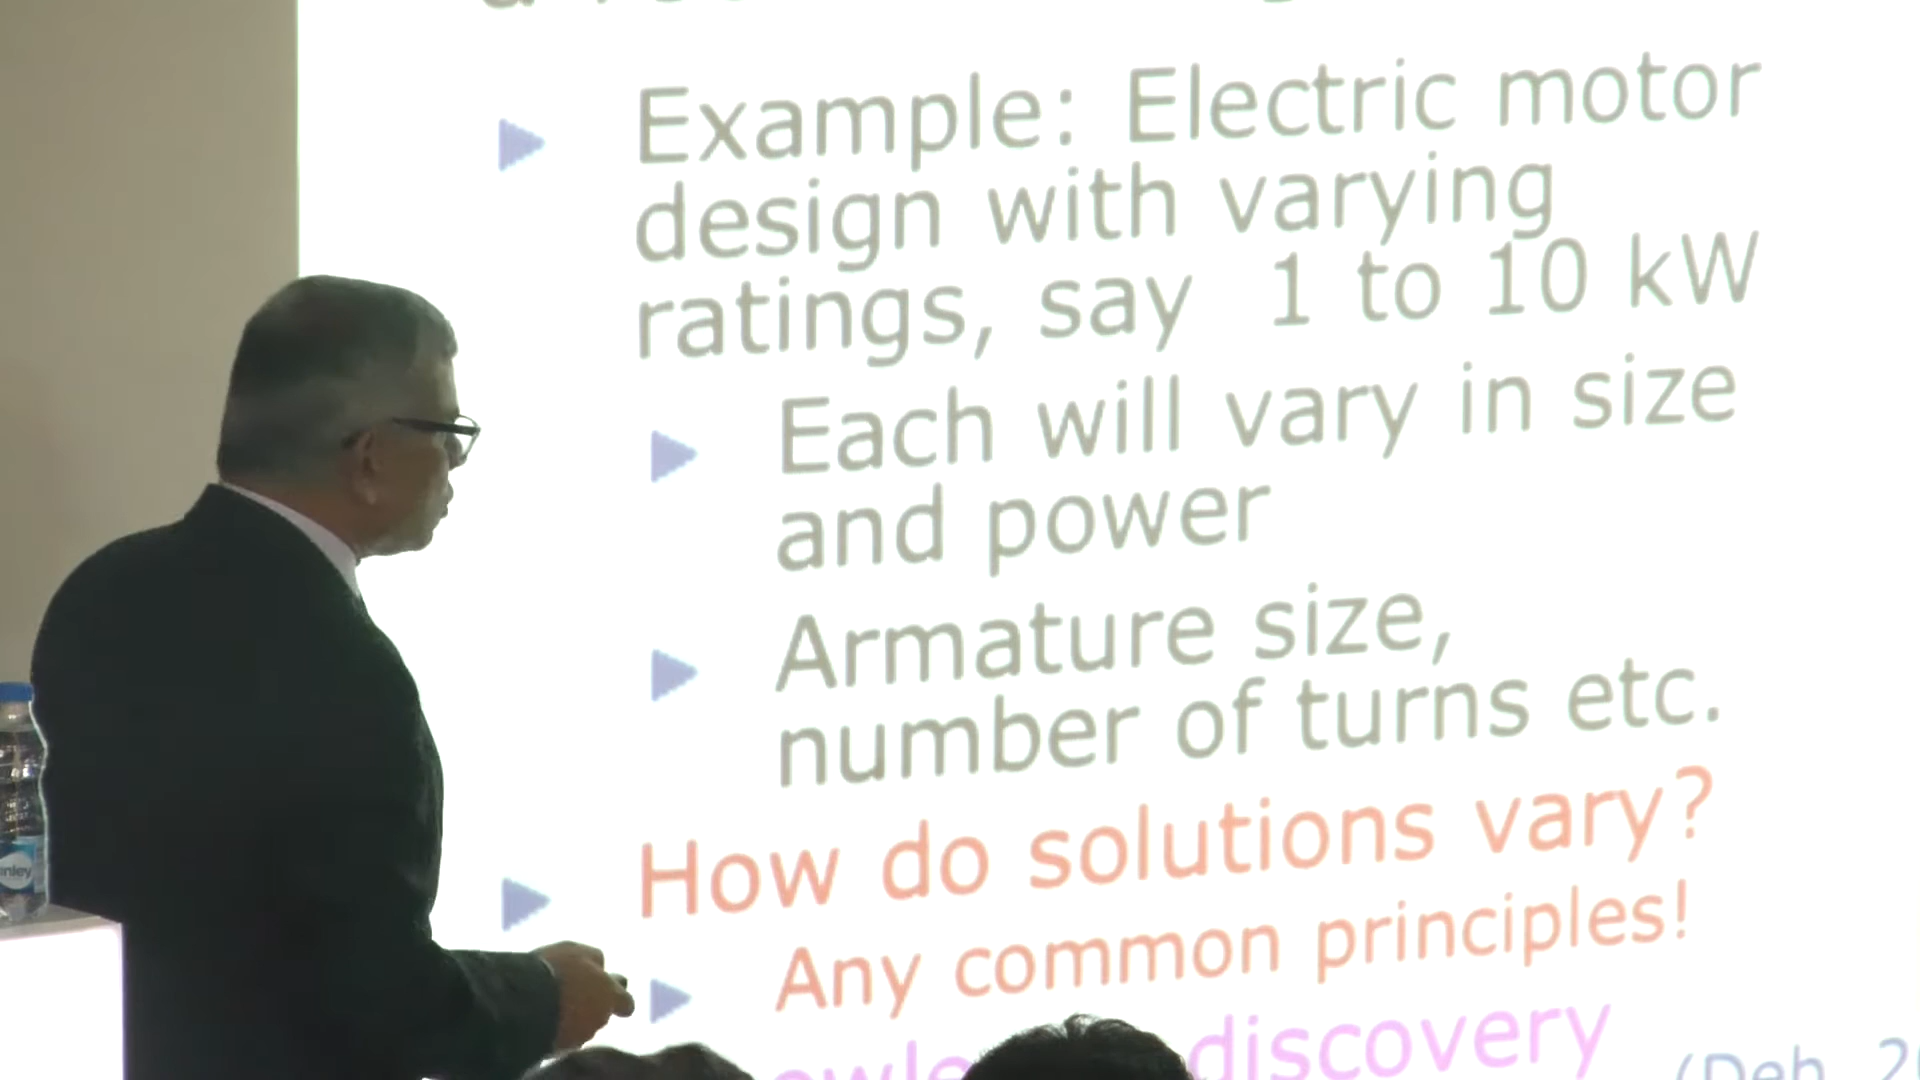 Example: Electric motor
design with varying
ratings, say 1 to 10 kW
Each will vary in size
and power
Armature size,
number of turns etc.
How do solutions vary?
Any common principles!
discovery (Deb,